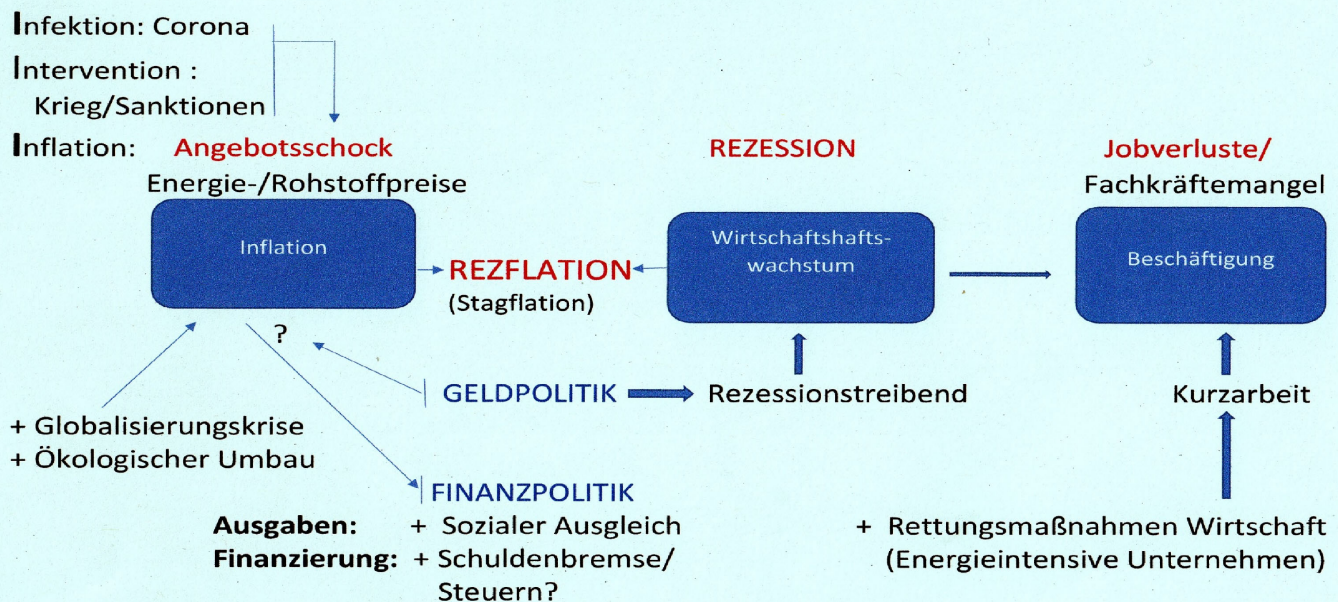 Infektion: Corona
Intervention :
Krieg/Sanktionen
Inflation: Angebotsschock
Energie-/Rohstoffpreise
REZESSION
Jobverluste/
Fachkräftemangel
Inflation
REZFLATION
(Stagflation)
Wirtschaftshafts-
wachstum
Beschäftigung
?
GELDPOLITIK
Rezessionstreibend
Kurzarbeit
+ Globalisierungskrise
+ Ökologischer Umbau
FINANZPOLITIK
Ausgaben: + Sozialer Ausgleich
Finanzierung: + Schuldenbremse/
Steuern?
+ Rettungsmaßnahmen Wirtschaft
(Energieintensive Unternehmen)